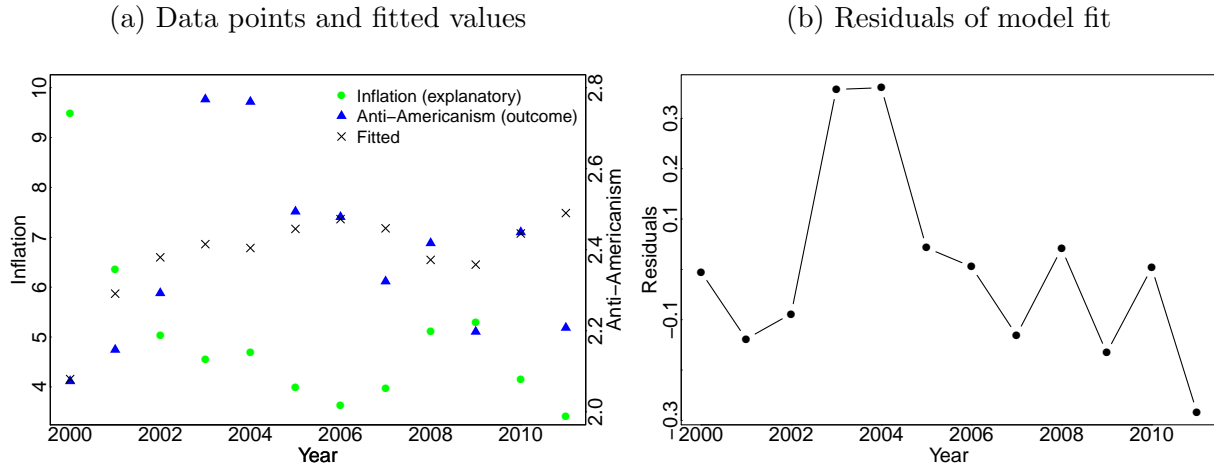 (a) Data points and fitted values
Inflation (explanatory)
Anti−Americanism (outcome)
Fitted
10
9
8
7
6
5
4
Inflation
2.8
2.6
2.4
2.2
2.0
Anti−Americanism
2000 2002 2004 2006 2008 2010
Year
(b) Residuals of model fit
0.3
0.2
0.1
−0.1
−0.3
Residuals
2000 2002 2004 2006 2008 2010
Year